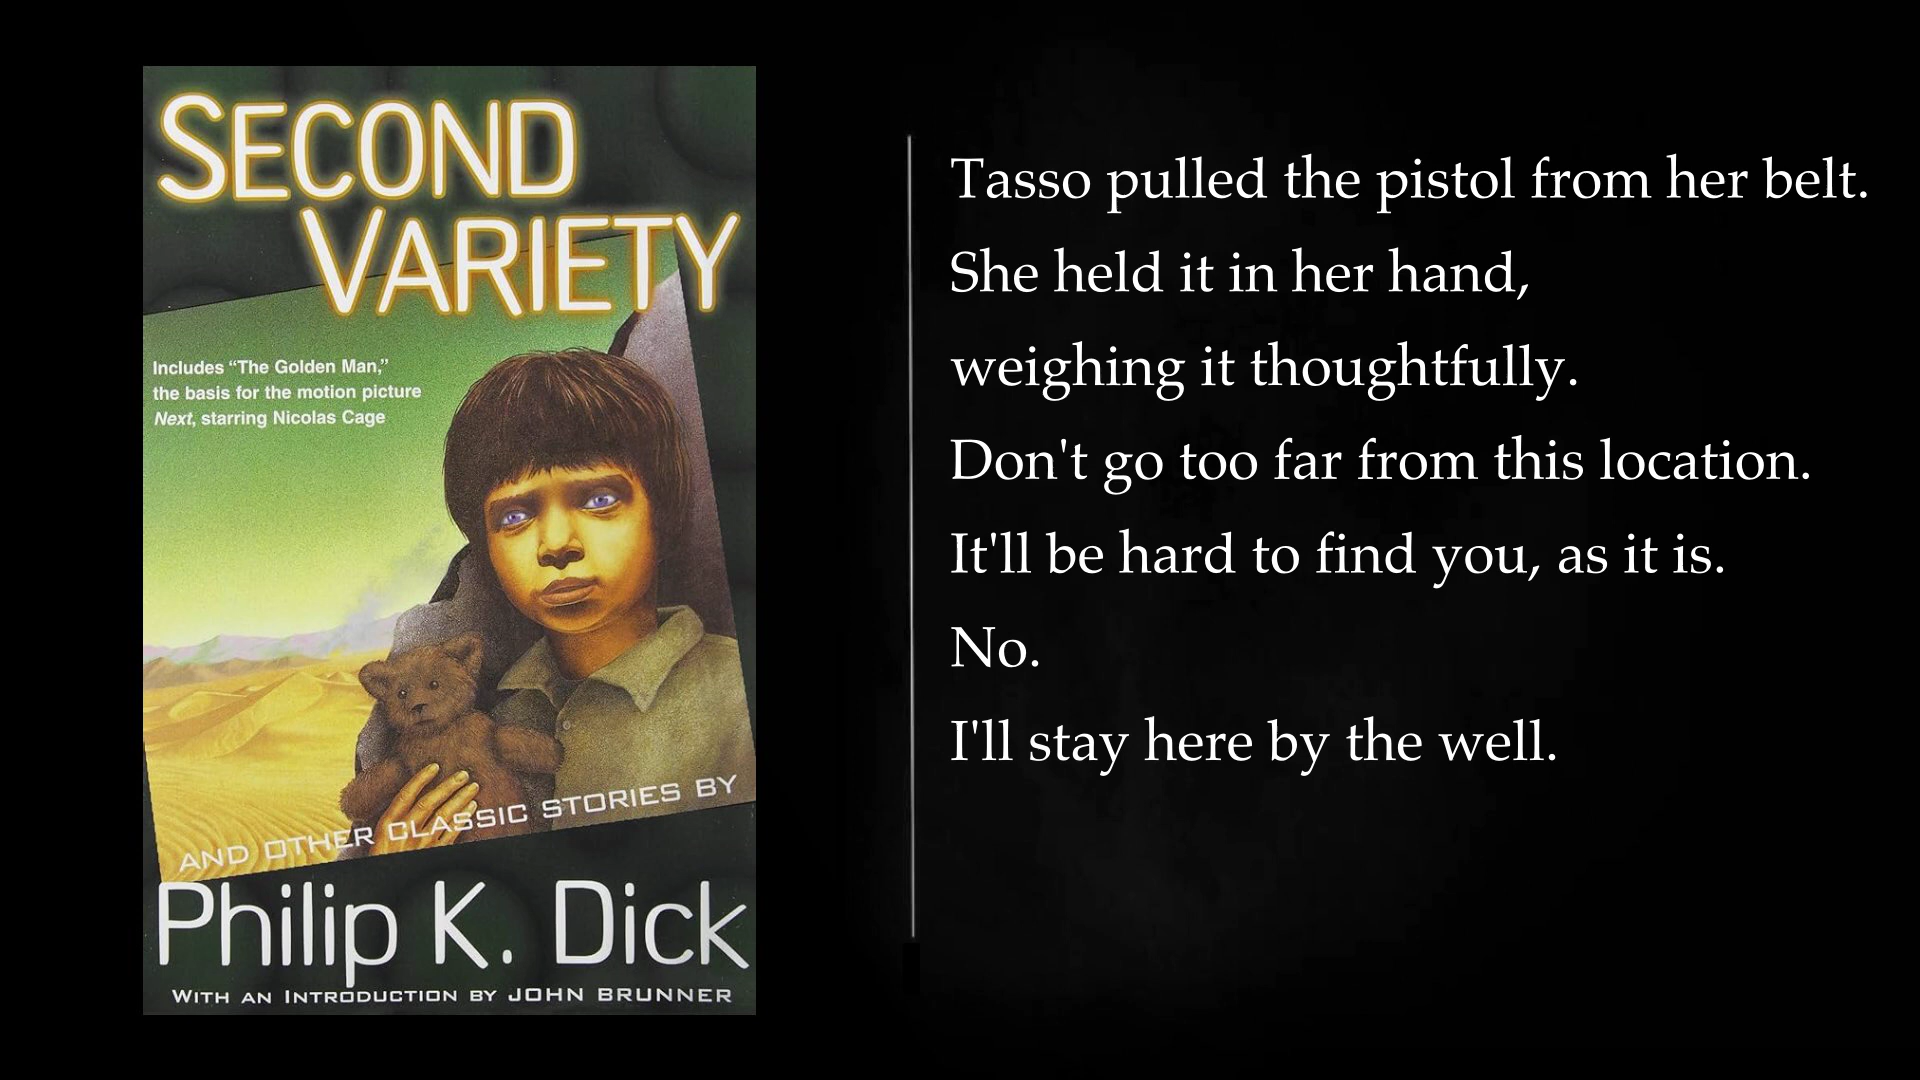 SECOND
VARIETY
Includes “The Golden Man,”
the basis for the motion picture
Next, starring Nicolas Cage
AND OTHER CLASSIC STORIES BY
Philip K. Dick
WITH AN INTRODUCTION BY JOHN BRUNNER
Tasso pulled the pistol from her belt.
She held it in her hand,
weighing it thoughtfully.
Don't go too far from this location.
It'll be hard to find you, as it is.
No.
I'll stay here by the well.